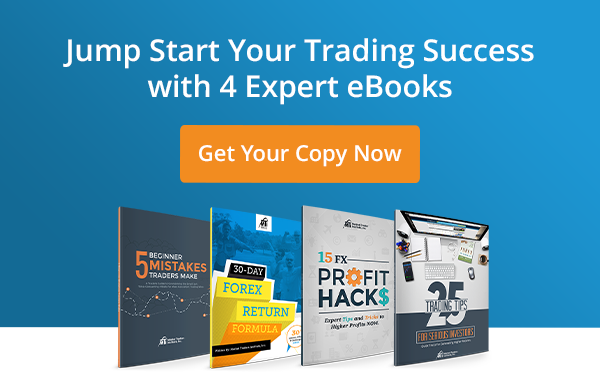 Jump Start Your Trading Success
with 4 Expert eBooks
Get Your Copy Now
5 BEGINNER
MISTAKES
TRADERS MAKE
30-DAY
FOREX
RETURN
FORMULA
15 FX
PROFIT
HACK$
Expert Tips and Tricks to
Higher Profits NOW.
25
TRADING TIPS
FOR SERIOUS INVESTORS